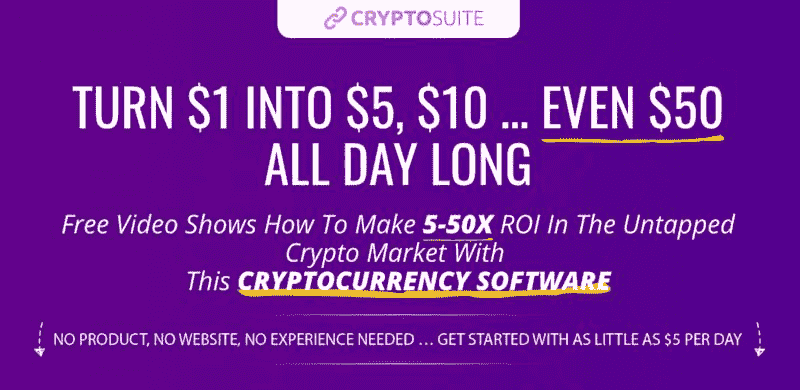 CRYPTOSUITE
TURN $1 INTO $5, $10 ... EVEN $50
ALL DAY LONG
Free Video Shows How To Make 5-50X ROI In The Untapped
Crypto Market With
This CRYPTOCURRENCY SOFTWARE
NO PRODUCT, NO WEBSITE, NO EXPERIENCE NEEDED ... GET STARTED WITH AS LITTLE AS $5 PER DAY